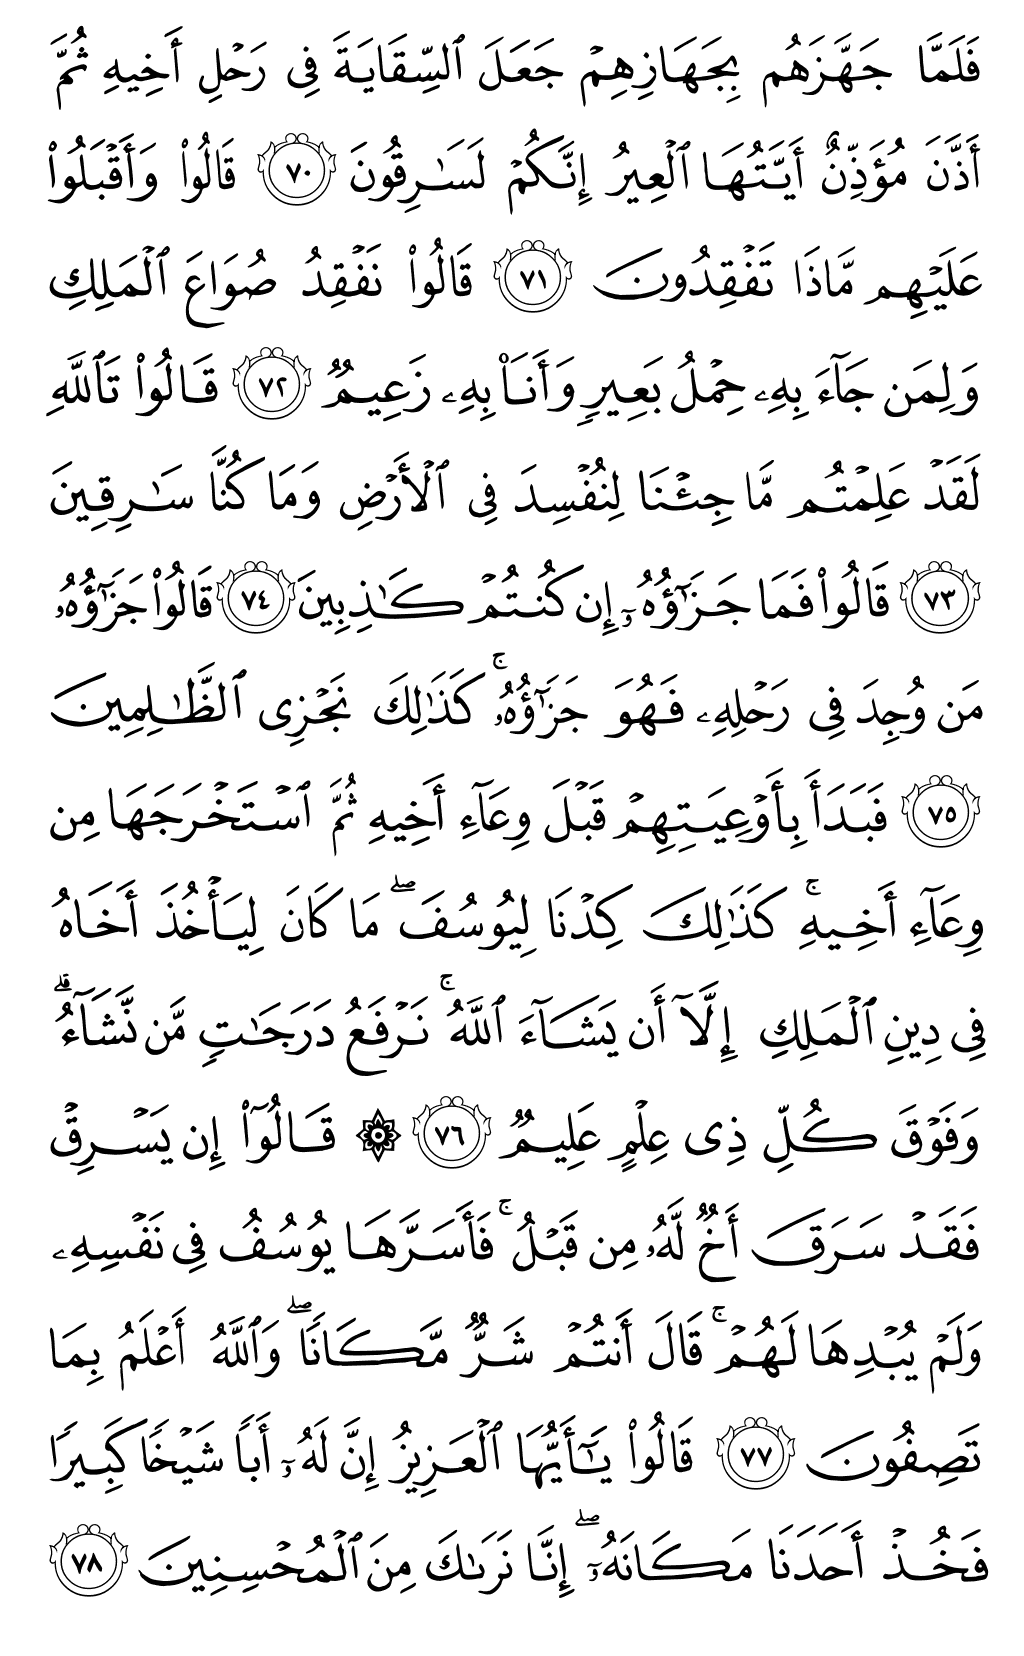 فَلَمَّا جَهَّزَهُم بِجَهَازِهِمْ جَعَلَ ٱلسِّقَايَةَ فِى رَحْلِ أَخِيهِ ثُمَّ
أَذَّنَ مُؤَذِّنٌ أَيَّتُهَا ٱلْعِيرُ إِنَّكُمْ لَسَـٰرِقُونَ ٧٠ قَالُوا۟ وَأَقْبَلُوا۟
عَلَيْهِم مَّاذَا تَفْقِدُونَ ٧١ قَالُوا۟ نَفْقِدُ صُوَاعَ ٱلْمَلِكِ
وَلِمَن جَآءَ بِهِۦ حِمْلُ بَعِيرٍ وَأَنَا۠ بِهِۦ زَعِيمٌ ٧٢ قَالُوا۟ تَٱللَّهِ
لَقَدْ عَلِمْتُم مَّا جِئْنَا لِنُفْسِدَ فِى ٱلْأَرْضِ وَمَا كُنَّا سَـٰرِقِينَ
٧٣ قَالُوا۟ فَمَا جَزَٰٓؤُهُۥٓ إِن كُنتُمْ كَـٰذِبِينَ ٧٤ قَالُوا۟ جَزَٰٓؤُهُۥ
مَن وُجِدَ فِى رَحْلِهِۦ فَهُوَ جَزَٰٓؤُهُۥ ۚ كَذَٰلِكَ نَجْزِى ٱلظَّـٰلِمِينَ
٧٥ فَبَدَأَ بِأَوْعِيَتِهِمْ قَبْلَ وِعَآءِ أَخِيهِ ثُمَّ ٱسْتَخْرَجَهَا مِن
وِعَآءِ أَخِيهِ ۚ كَذَٰلِكَ كِدْنَا لِيُوسُفَ ۖ مَا كَانَ لِيَأْخُذَ أَخَاهُ
فِى دِينِ ٱلْمَلِكِ إِلَّآ أَن يَشَآءَ ٱللَّهُ ۚ نَرْفَعُ دَرَجَـٰتٍ مَّن نَّشَآءُ ۗ
وَفَوْقَ كُلِّ ذِى عِلْمٍ عَلِيمٌ ٧٦ ۞ قَالُوٓا۟ إِن يَسْرِقْ
فَقَدْ سَرَقَ أَخٌ لَّهُۥ مِن قَبْلُ ۚ فَأَسَرَّهَا يُوسُفُ فِى نَفْسِهِۦ
وَلَمْ يُبْدِهَا لَهُمْ ۚ قَالَ أَنتُمْ شَرٌّ مَّكَانًا ۖ وَٱللَّهُ أَعْلَمُ بِمَا
تَصِفُونَ ٧٧ قَالُوا۟ يَـٰٓأَيُّهَا ٱلْعَزِيزُ إِنَّ لَهُۥٓ أَبًا شَيْخًا كَبِيرًا
فَخُذْ أَحَدَنَا مَكَانَهُۥٓ ۖ إِنَّا نَرَىٰكَ مِنَ ٱلْمُحْسِنِينَ ٧٨